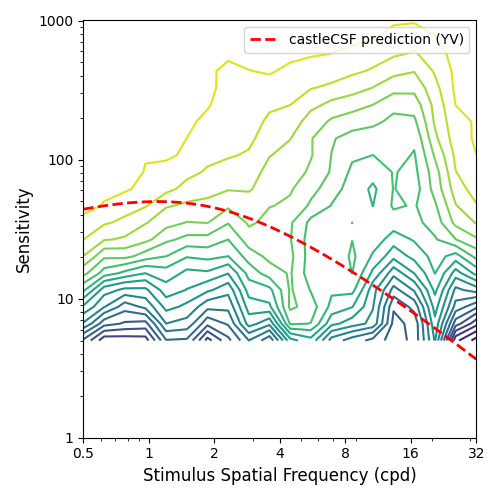 1000
castleCSF prediction (YV)
100
Sensitivity
10
1
0.5 1 2 4 8 16 32
Stimulus Spatial Frequency (cpd)